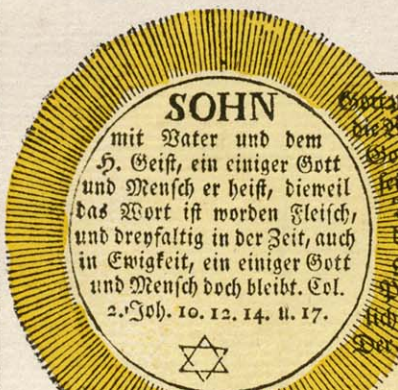 SOHN
mit Vater und dem
H. Geist, ein einiger Gott
und Mensch er heist, dieweil
das Wort ist worden Fleisch,
und dreyfaltig in der Zeit, auch
in Ewigkeit, ein einiger Gott
und Mensch doch bleibt. Col.
2. Joh. 10. 12. 14. u. 17.